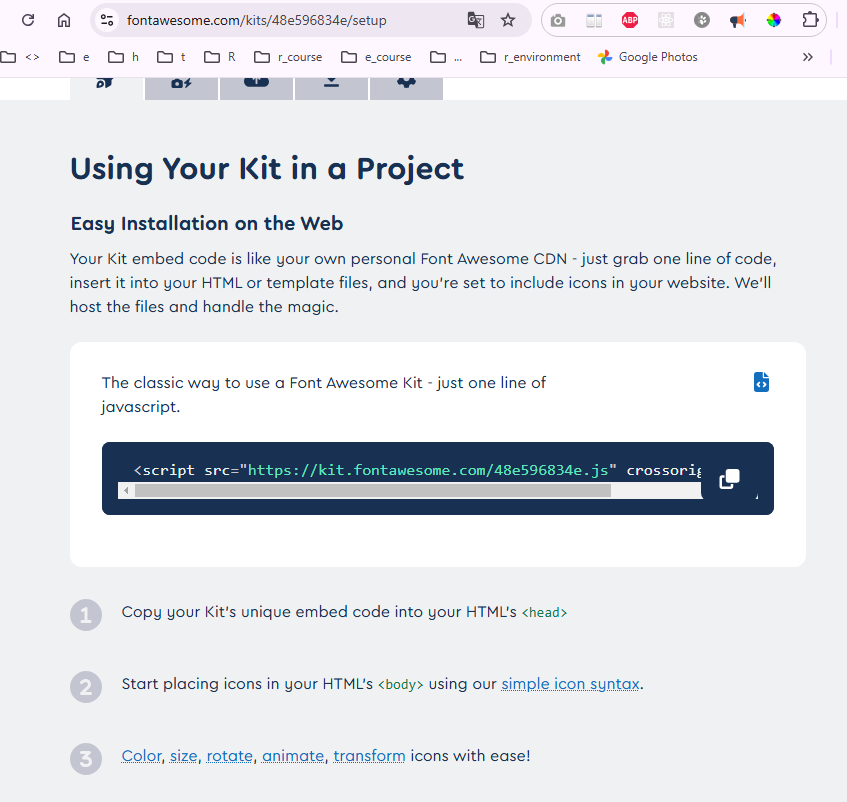 fontawesome.com/kits/48e596834e/setup
ABP
<> e h t R r_course e_course ... r_environment Google Photos »
Using Your Kit in a Project
Easy Installation on the Web
Your Kit embed code is like your own personal Font Awesome CDN - just grab one line of code,
insert it into your HTML or template files, and you're set to include icons in your website. We'll
host the files and handle the magic.
The classic way to use a Font Awesome Kit - just one line of
javascript.
<script src="https://kit.fontawesome.com/48e596834e.js" crossorig
1 Copy your Kit's unique embed code into your HTML's <head>
2 Start placing icons in your HTML's <body> using our simple icon syntax.
3 Color, size, rotate, animate, transform icons with ease!